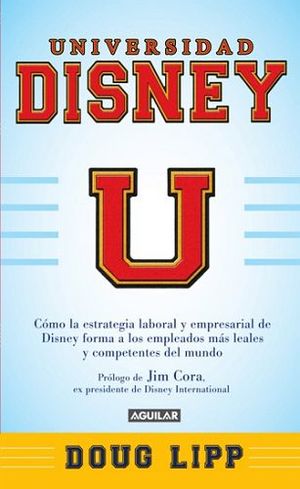 UNIVERSIDAD
DISNEY
U
Cómo la estrategia laboral y empresarial de
Disney forma a los empleados más leales
y competentes del mundo
Prólogo de Jim Cora,
ex presidente de Disney International
AGUILAR
DOUG LIPP